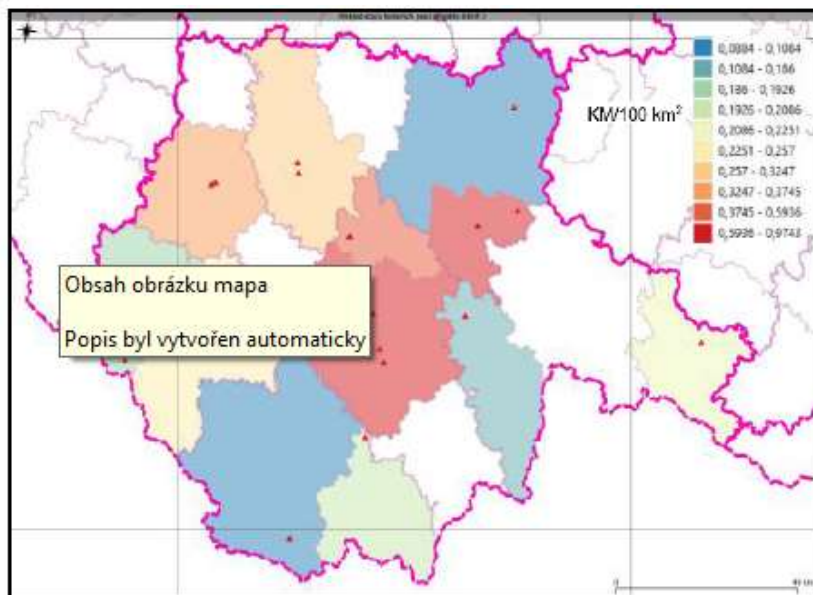 KM/100 km²
0,0884 - 0,1084
0,1084 - 0,186
0,186 - 0,1926
0,1926 - 0,2086
0,2086 - 0,2251
0,2251 - 0,257
0,257 - 0,3247
0,3247 - 0,3745
0,3745 - 0,5936
0,5936 - 0,9743
Obsah obrázku mapa
Popis byl vytvořen automaticky